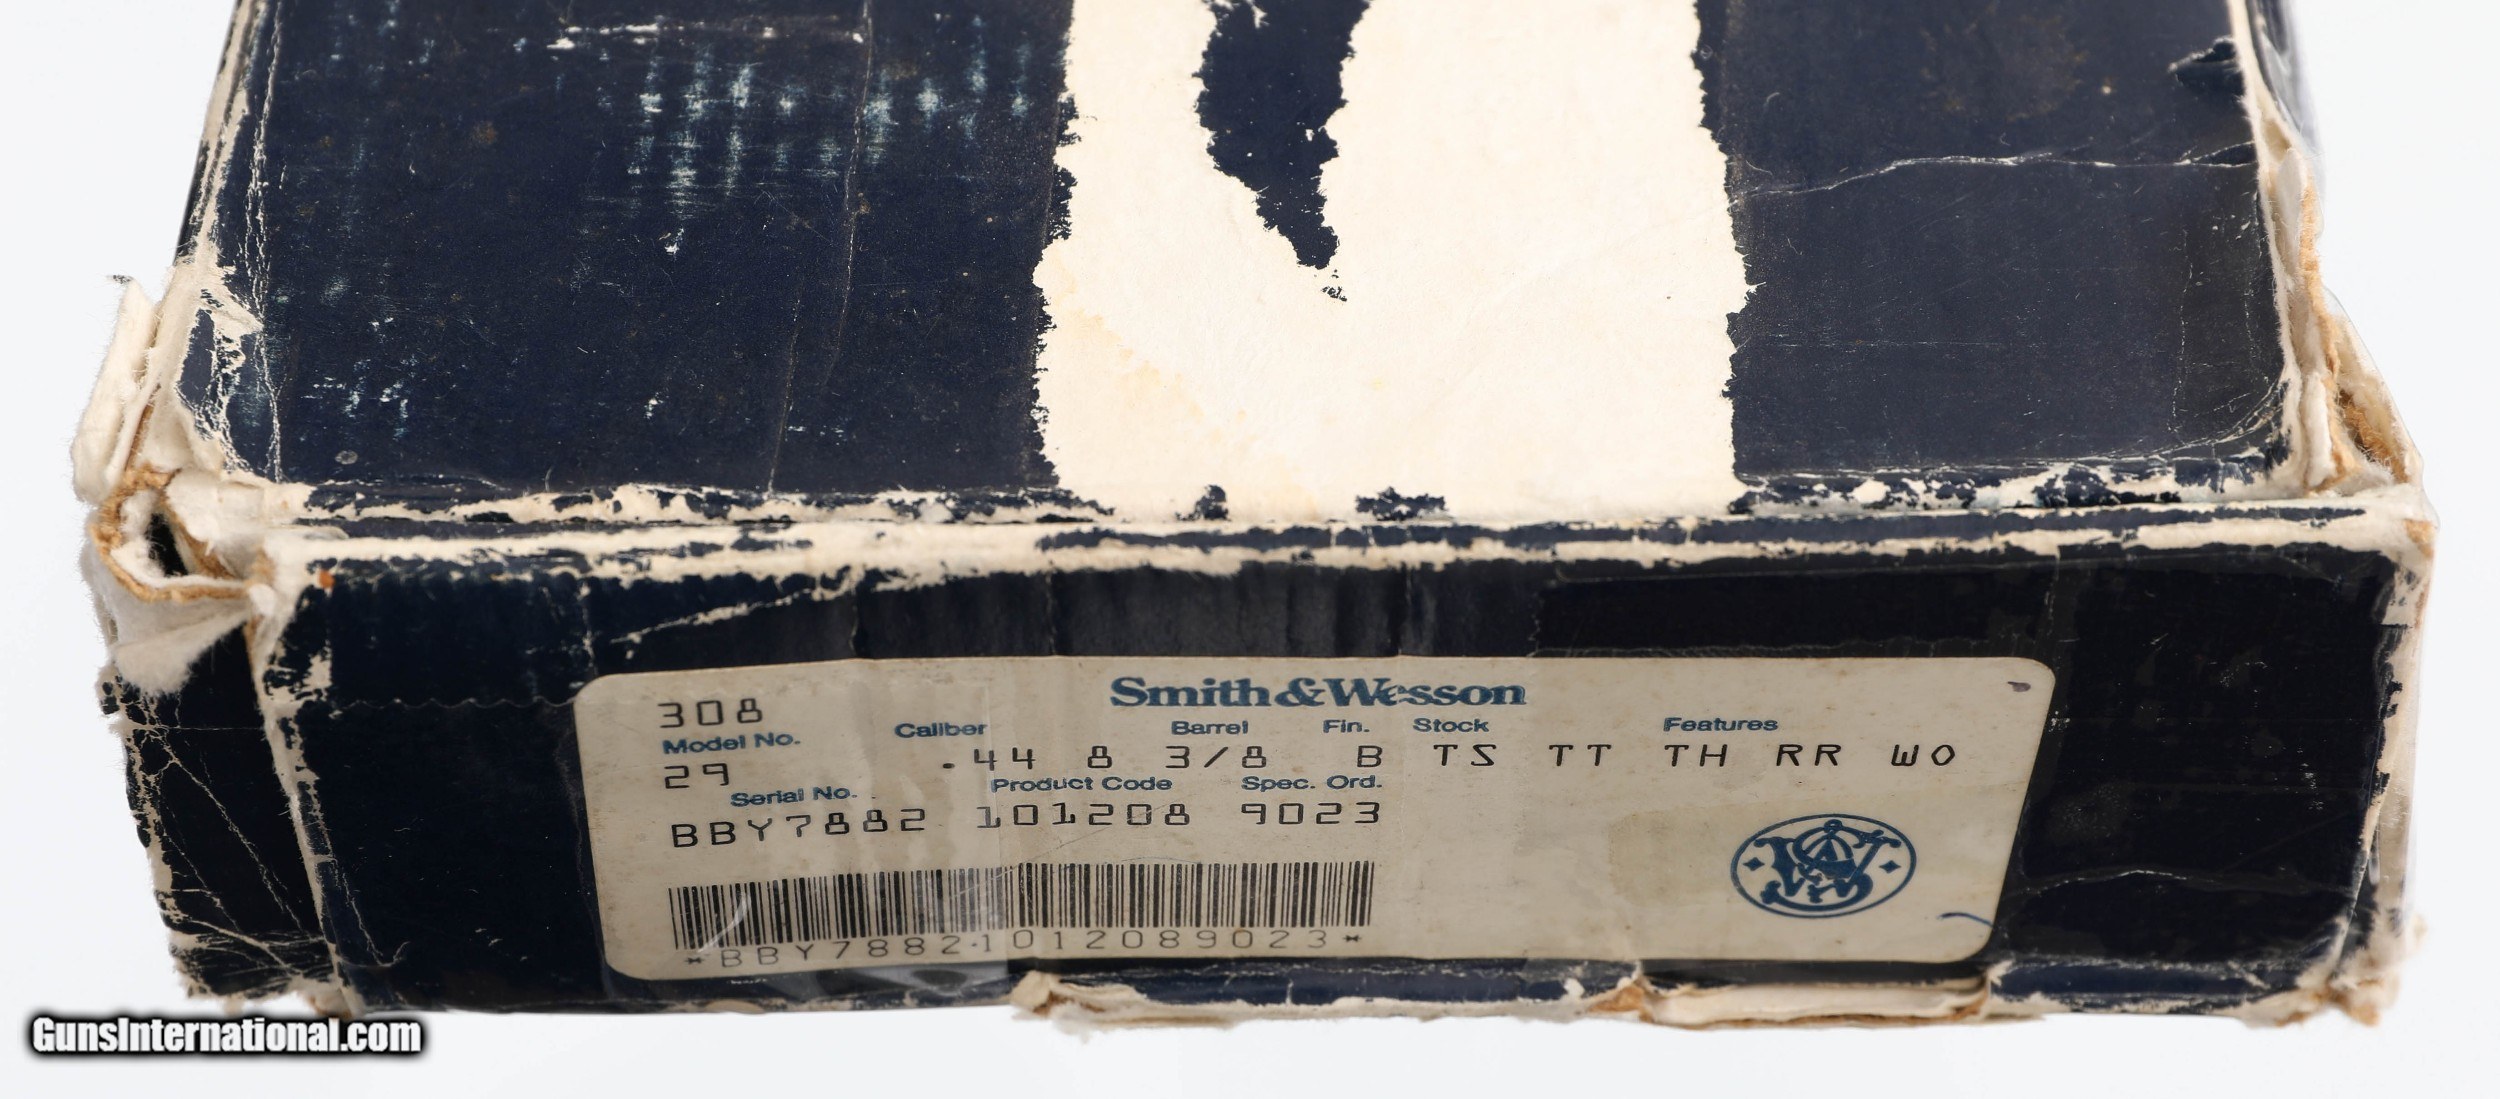 Smith&Wesson
308
Model No. Caliber Barrel Fin. Stock Features
29 .44 8 3/8 B TS TT TH RR WO
Serial No. Product Code Spec. Ord.
BBY7882 101208 9023
*BBY78821012089023*
S&W
GunsInternational.com